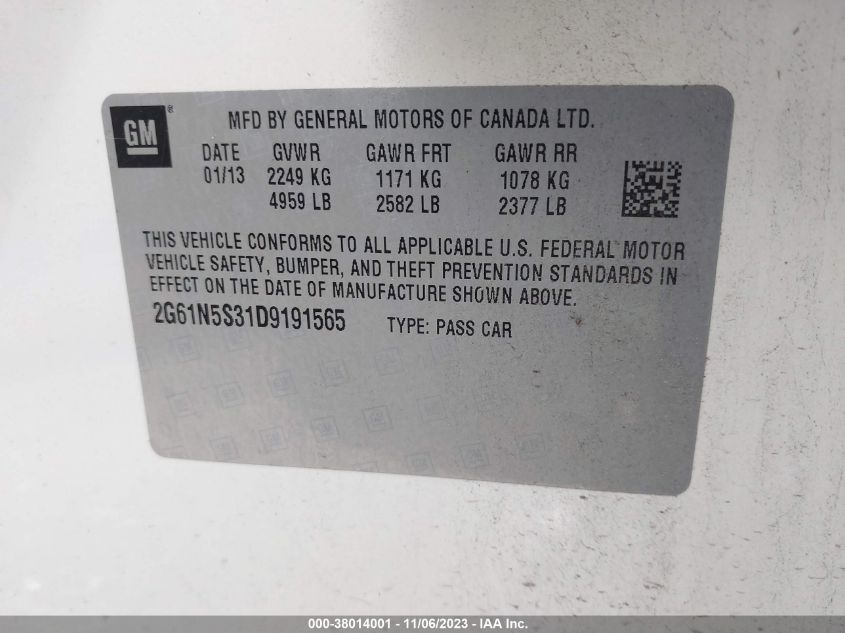 GM®
MFD BY GENERAL MOTORS OF CANADA LTD.
DATE GVWR GAWR FRT GAWR RR
01/13 2249 KG 1171 KG 1078 KG
4959 LB 2582 LB 2377 LB
THIS VEHICLE CONFORMS TO ALL APPLICABLE U.S. FEDERAL MOTOR
VEHICLE SAFETY, BUMPER, AND THEFT PREVENTION STANDARDS IN
EFFECT ON THE DATE OF MANUFACTURE SHOWN ABOVE.
2G61N5S31D9191565 TYPE: PASS CAR
000-38014001 - 11/06/2023 - IAA Inc.